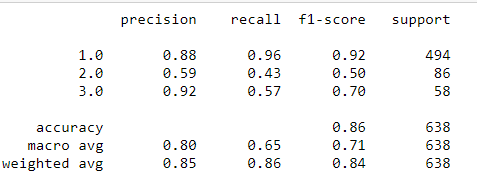 precision recall f1-score support
1.0 0.88 0.96 0.92 494
2.0 0.59 0.43 0.50 86
3.0 0.92 0.57 0.70 58
accuracy 0.86 638
macro avg 0.80 0.65 0.71 638
weighted avg 0.85 0.86 0.84 638